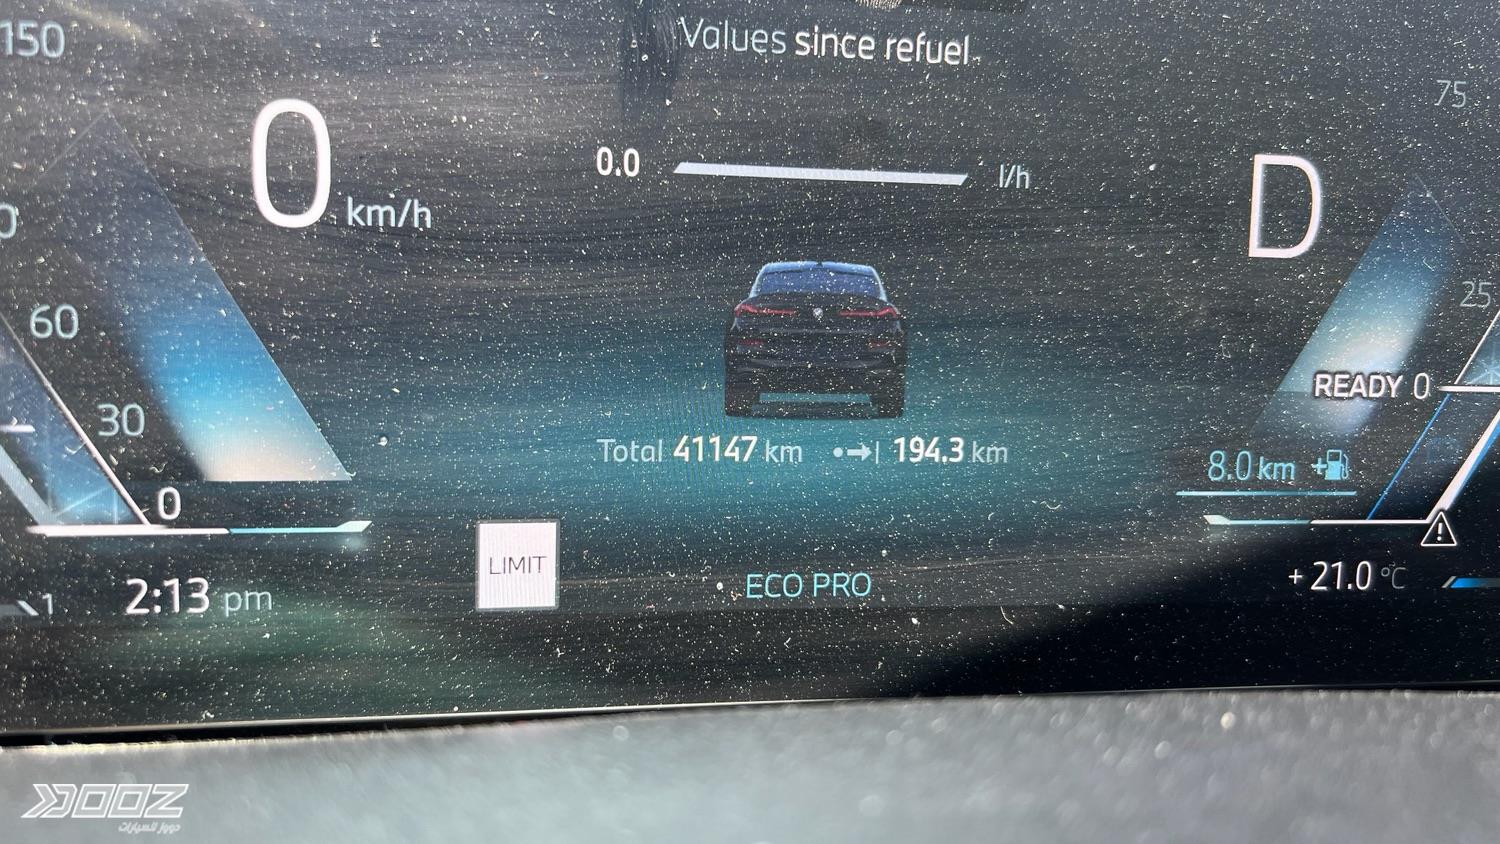 Values since refuel
150
75
0 km/h
0.0 l/h
D
60
25
30
READY 0
Total 41147 km 194.3 km
8.0 km +
0
LIMIT
ECO PRO
+ 21.0 °C
1
2:13 pm
DOOZ
دووز للسيارات